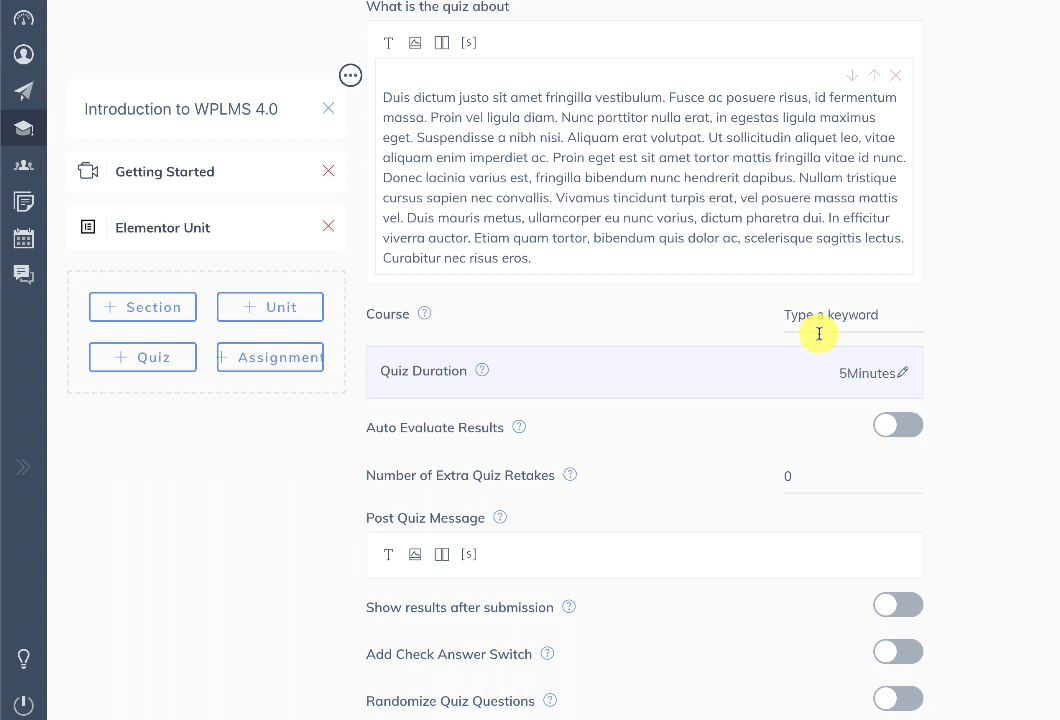 What is the quiz about
T [s]
Duis dictum justo sit amet fringilla vestibulum. Fusce ac posuere risus, id fermentum
massa. Proin vel ligula diam. Nunc porttitor nulla erat, in egestas ligula maximus
eget. Suspendisse a nibh nisi. Aliquam erat volutpat. Ut sollicitudin aliquet leo, vitae
aliquam enim imperdiet ac. Proin eget est sit amet tortor mattis fringilla vitae id nunc.
Donec lacinia varius est, fringilla bibendum nunc hendrerit dapibus. Nullam tristique
cursus sapien nec convallis. Vivamus tincidunt turpis erat, vel posuere massa mattis
vel. Duis mauris metus, ullamcorper eu nunc varius, dictum pharetra dui. In efficitur
viverra auctor. Etiam quam tortor, bibendum quis dolor ac, scelerisque sagittis lectus.
Curabitur nec risus eros.
Introduction to WPLMS 4.0
Getting Started
Elementor Unit
+ Section
+ Unit
+ Quiz
+ Assignment
Course ?
Type a keyword
Quiz Duration ?
5Minutes
Auto Evaluate Results ?
Number of Extra Quiz Retakes ?
0
Post Quiz Message ?
T [s]
Show results after submission ?
Add Check Answer Switch ?
Randomize Quiz Questions ?